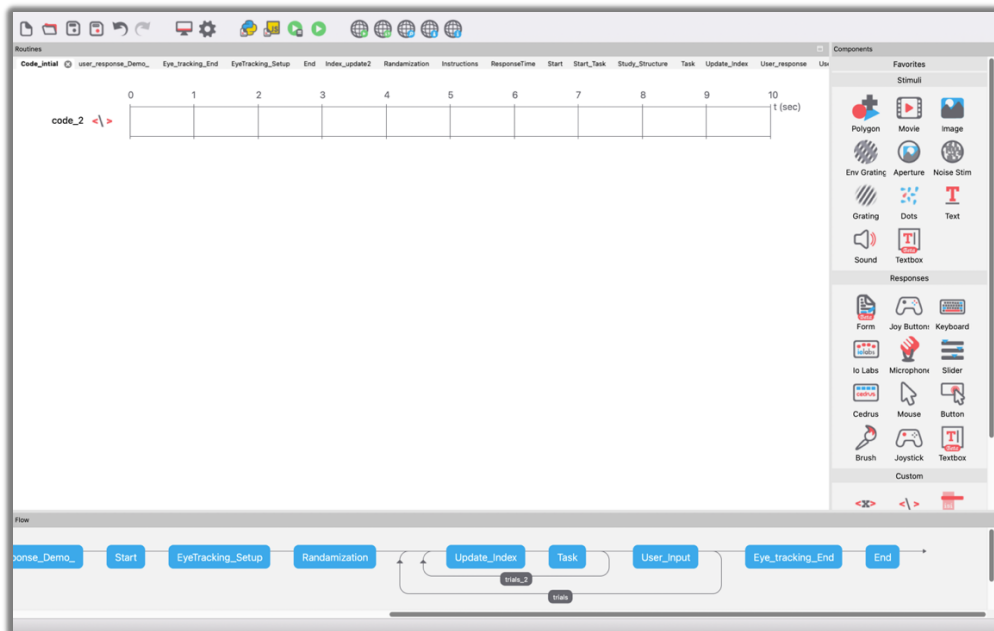 Routines
Components
Code_intial user_response_Demo_ Eye_tracking_End EyeTracking_Setup End Index_update2 Randamization Instructions ResponseTime Start Start_Task Study_Structure Task Update_Index User_response Use
0 1 2 3 4 5 6 7 8 9 10
t (sec)
code_2
Favorites
Stimuli
Polygon Movie Image
Env Grating Aperture Noise Stim
Grating Dots Text
Sound Textbox
Responses
Form Joy Buttons Keyboard
Io Labs Microphone Slider
Cedrus Mouse Button
Brush Joystick Textbox
Custom
Flow
ponse_Demo_ Start EyeTracking_Setup Randamization Update_Index Task User_Input Eye_tracking_End End
trials_2
trials